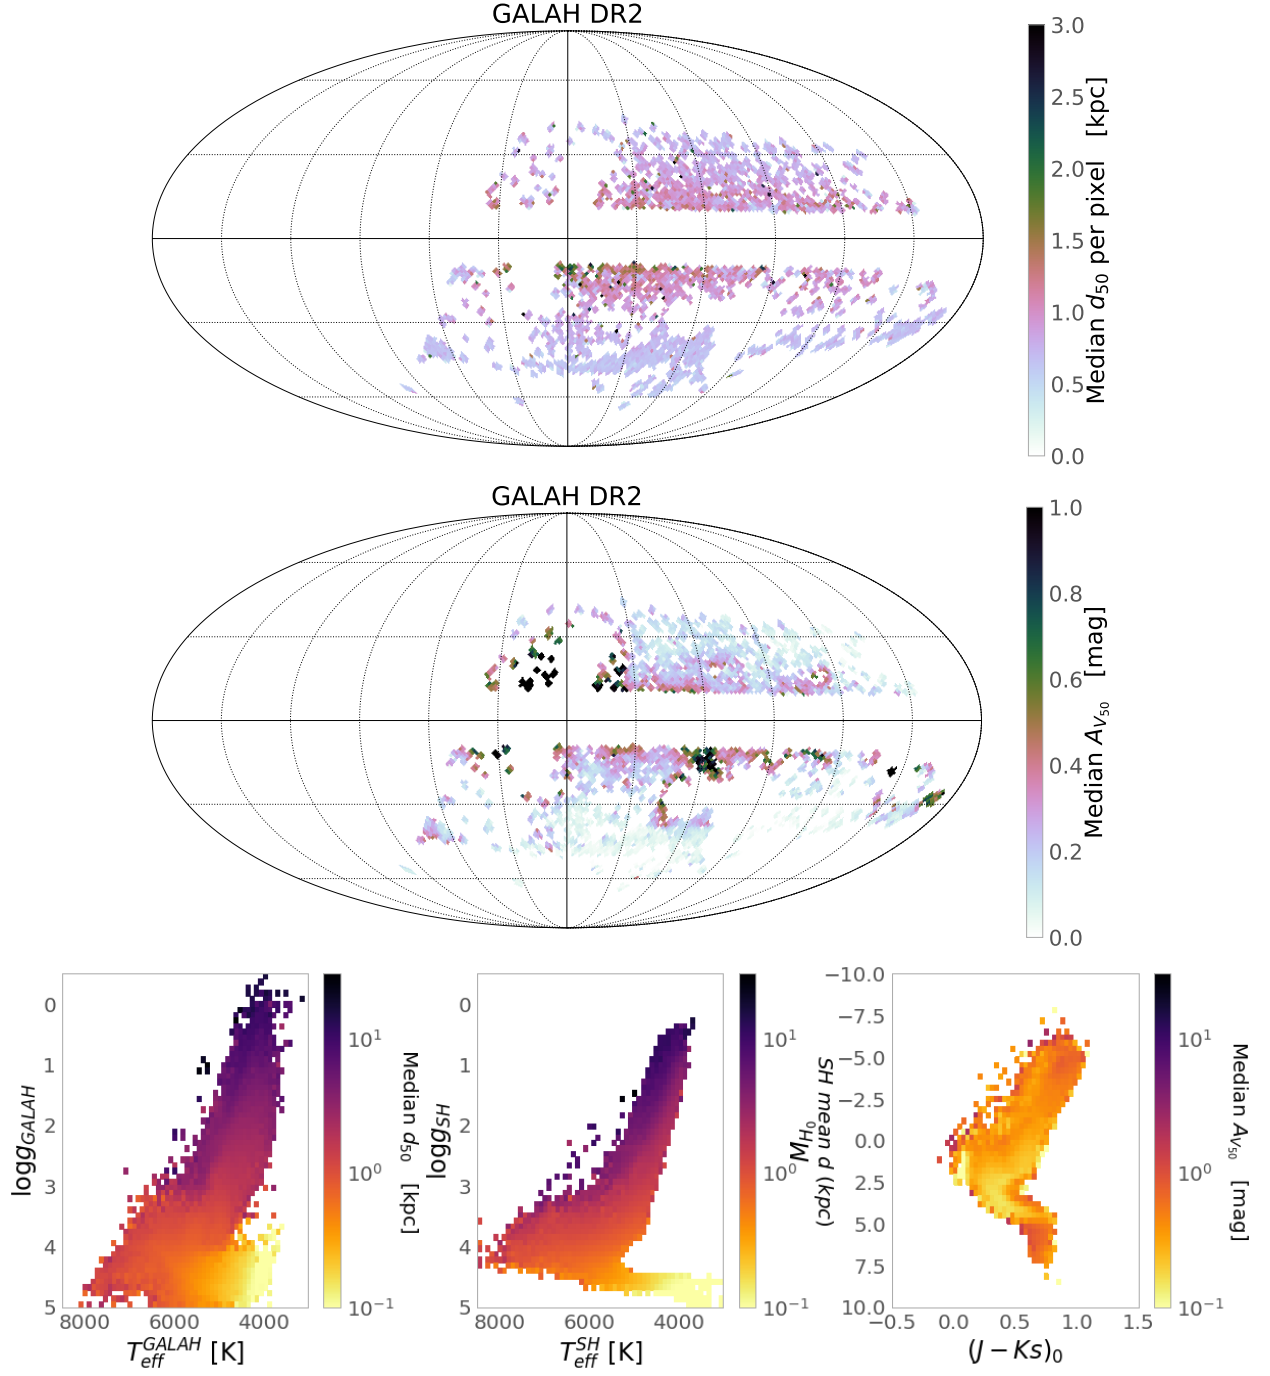 GALAH DR2
3.0
2.5
2.0
1.5
1.0
0.5
0.0
Median d50 per pixel [kpc]
GALAH DR2
1.0
0.8
0.6
0.4
0.2
0.0
Median AV50 [mag]
0
1
2
3
4
5
loggGALAH
8000 6000 4000
TeffGALAH [K]
10¹
10⁰
10⁻¹
Median d50 [kpc]
0
1
2
3
4
5
loggSH
8000 6000 4000
TeffSH [K]
10¹
10⁰
10⁻¹
SH mean d (kpc)
MH0
−10.0
−7.5
−5.0
−2.5
0.0
2.5
5.0
7.5
10.0
−0.5 0.0 0.5 1.0 1.5
(J − Ks)0
10¹
10⁰
10⁻¹
Median AV50 [mag]